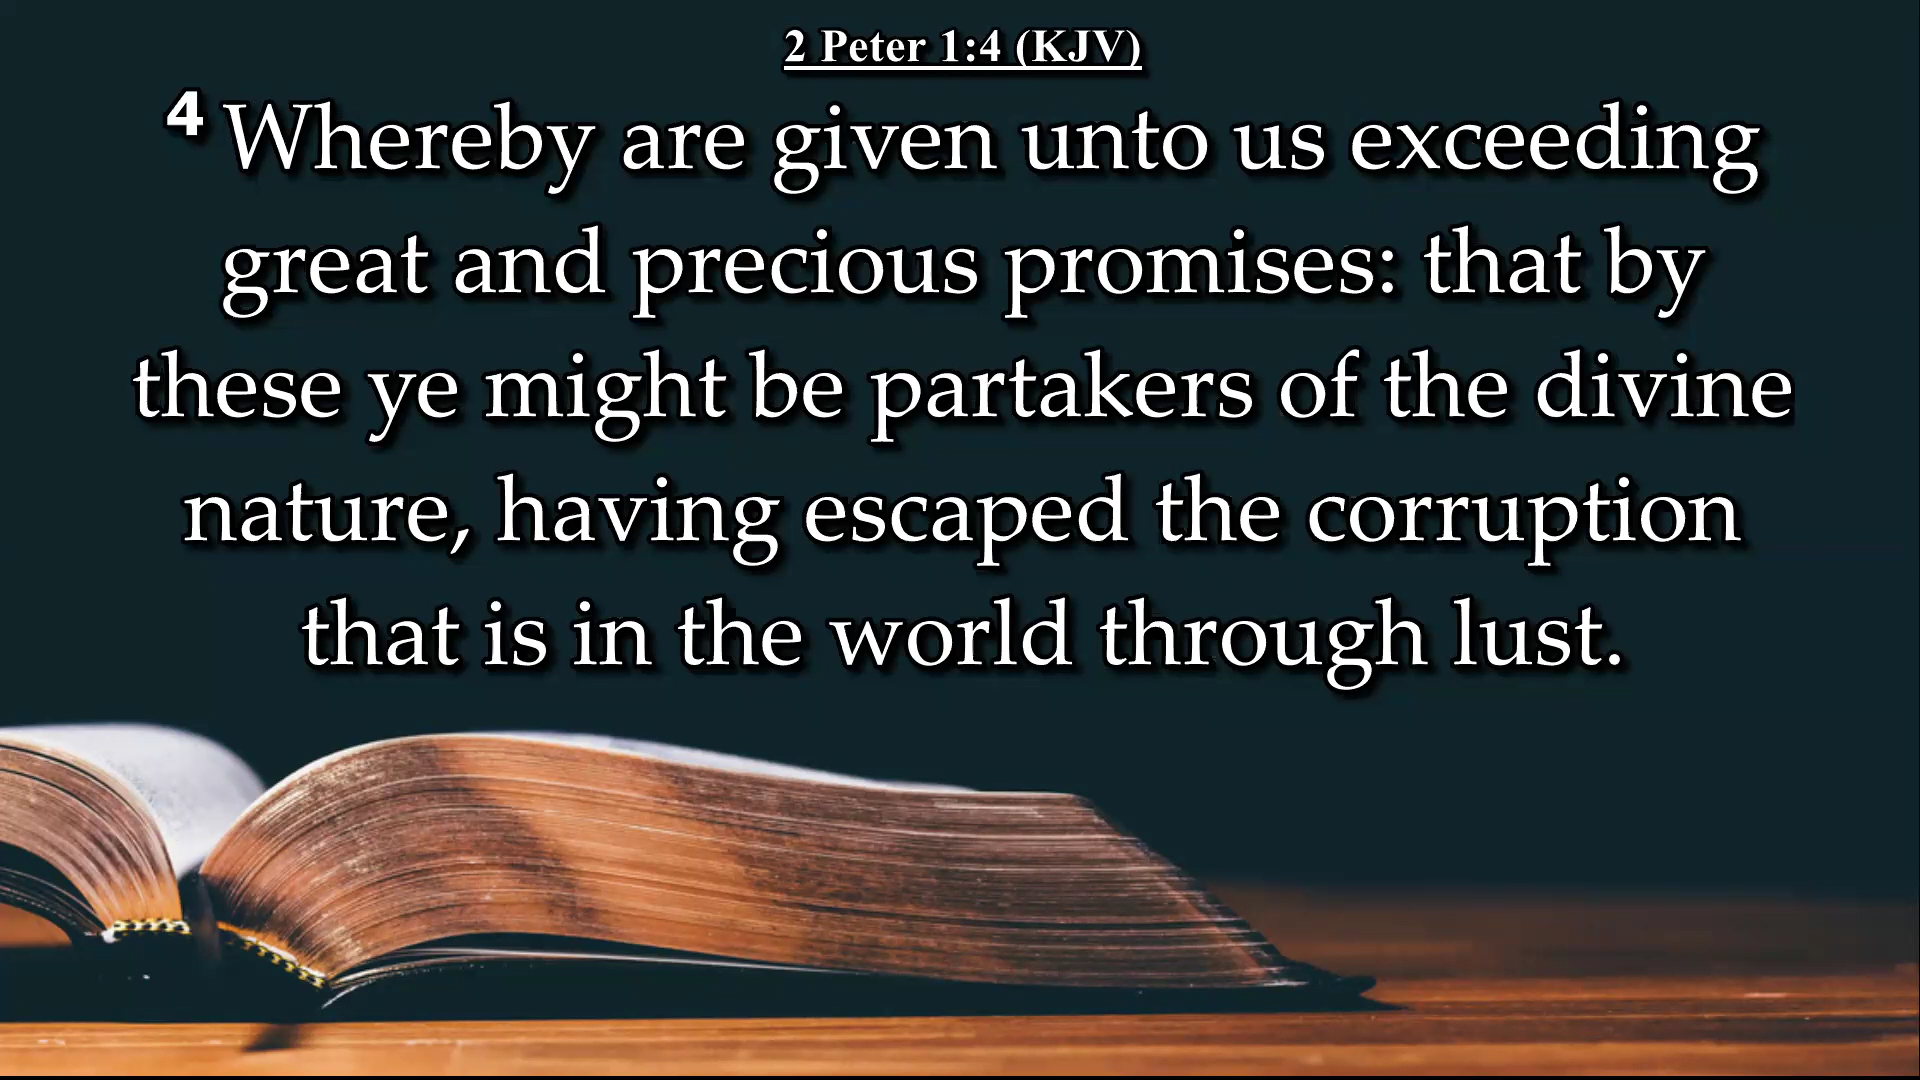 2 Peter 1:4 (KJV)
4 Whereby are given unto us exceeding
great and precious promises: that by
these ye might be partakers of the divine
nature, having escaped the corruption
that is in the world through lust.